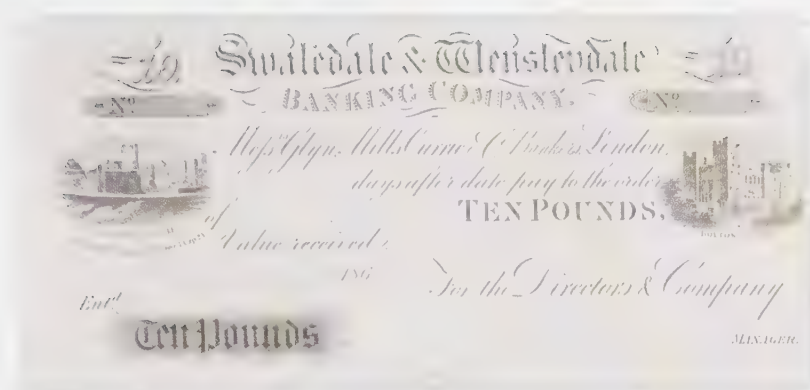 £10. Swaledale & Wensleydale £10
Nº BANKING COMPANY. Nº
Messrs Glyn, Mills, Currie & Co Bankers, London.
days after date pay to the order
of TEN POUNDS,
Value received.
BOLTON
186
For the Directors & Company
Entd.
Ten Pounds
MANAGER.